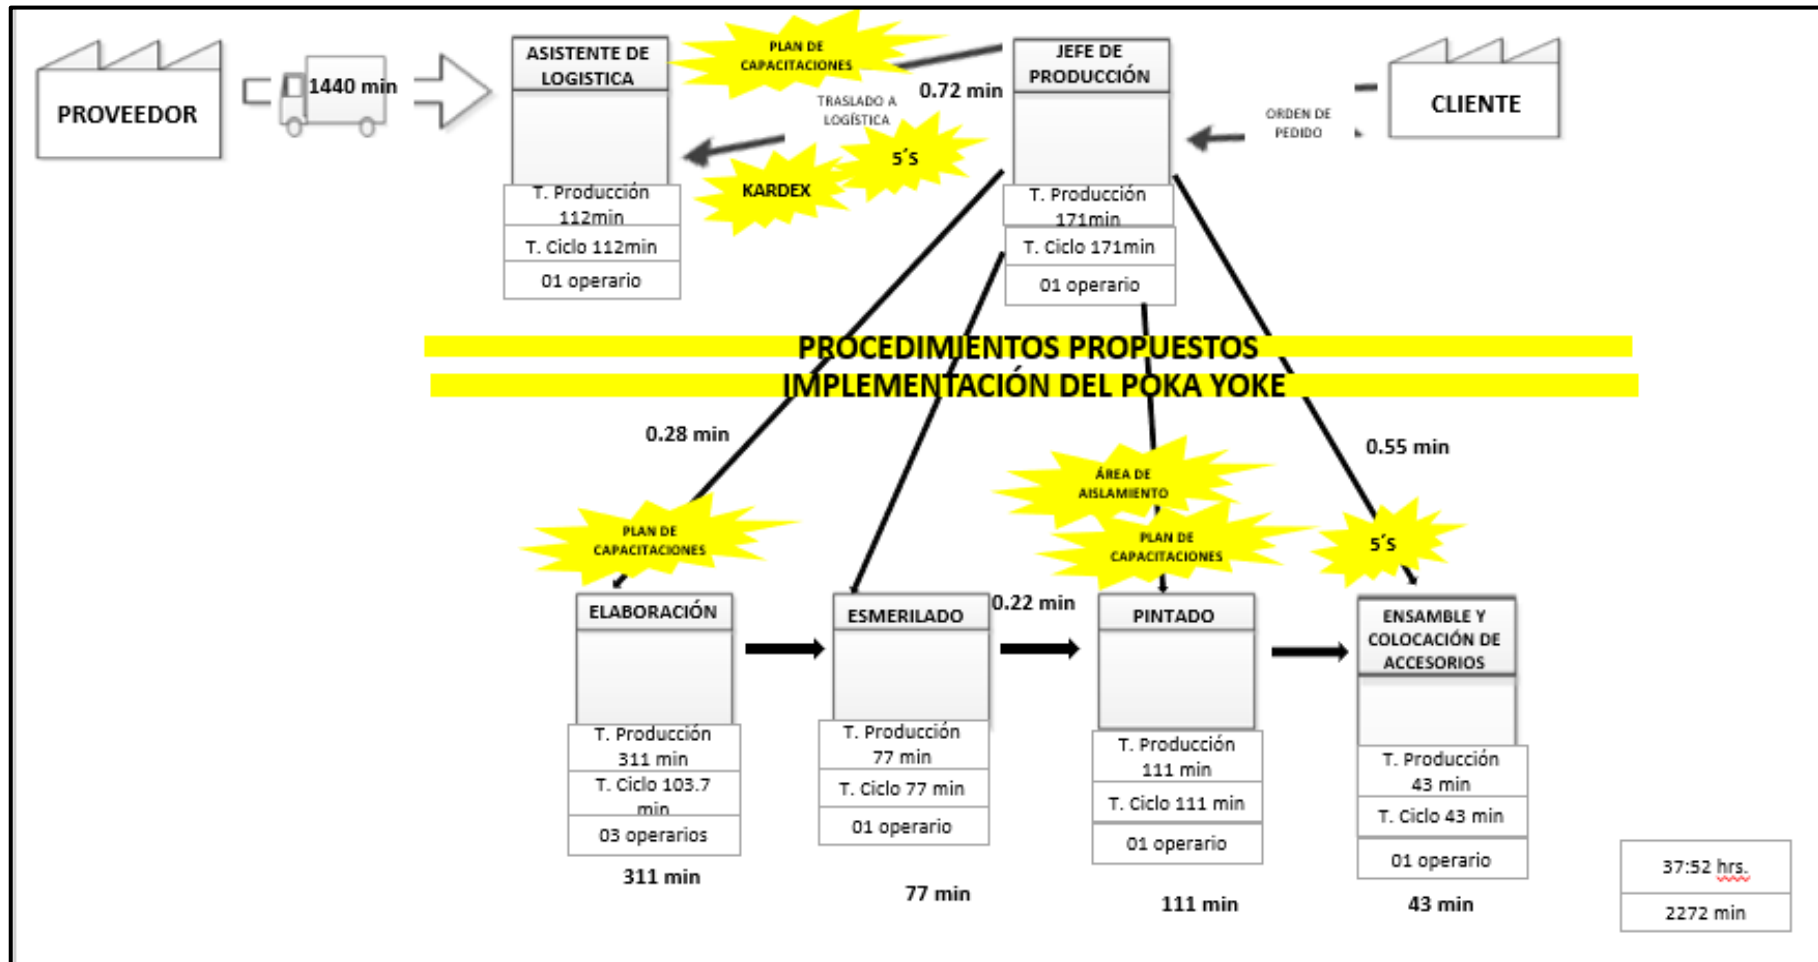 PROVEEDOR
1440 min
ASISTENTE DE
LOGISTICA
T. Producción
112min
T. Ciclo 112min
01 operario
PLAN DE
CAPACITACIONES
0.72 min
TRASLADO A
LOGÍSTICA
5´S
KARDEX
JEFE DE
PRODUCCIÓN
T. Producción
171min
T. Ciclo 171min
01 operario
ORDEN DE
PEDIDO
CLIENTE
PROCEDIMIENTOS PROPUESTOS
IMPLEMENTACIÓN DEL POKA YOKE
0.28 min
0.55 min
PLAN DE
CAPACITACIONES
ÁREA DE
AISLAMIENTO
PLAN DE
CAPACITACIONES
5´S
ELABORACIÓN
T. Producción
311 min
T. Ciclo 103.7
min
03 operarios
311 min
ESMERILADO
T. Producción
77 min
T. Ciclo 77 min
01 operario
77 min
0.22 min
PINTADO
T. Producción
111 min
T. Ciclo 111 min
01 operario
111 min
ENSAMBLE Y
COLOCACIÓN DE
ACCESORIOS
T. Producción
43 min
T. Ciclo 43 min
01 operario
43 min
37:52 hrs.
2272 min